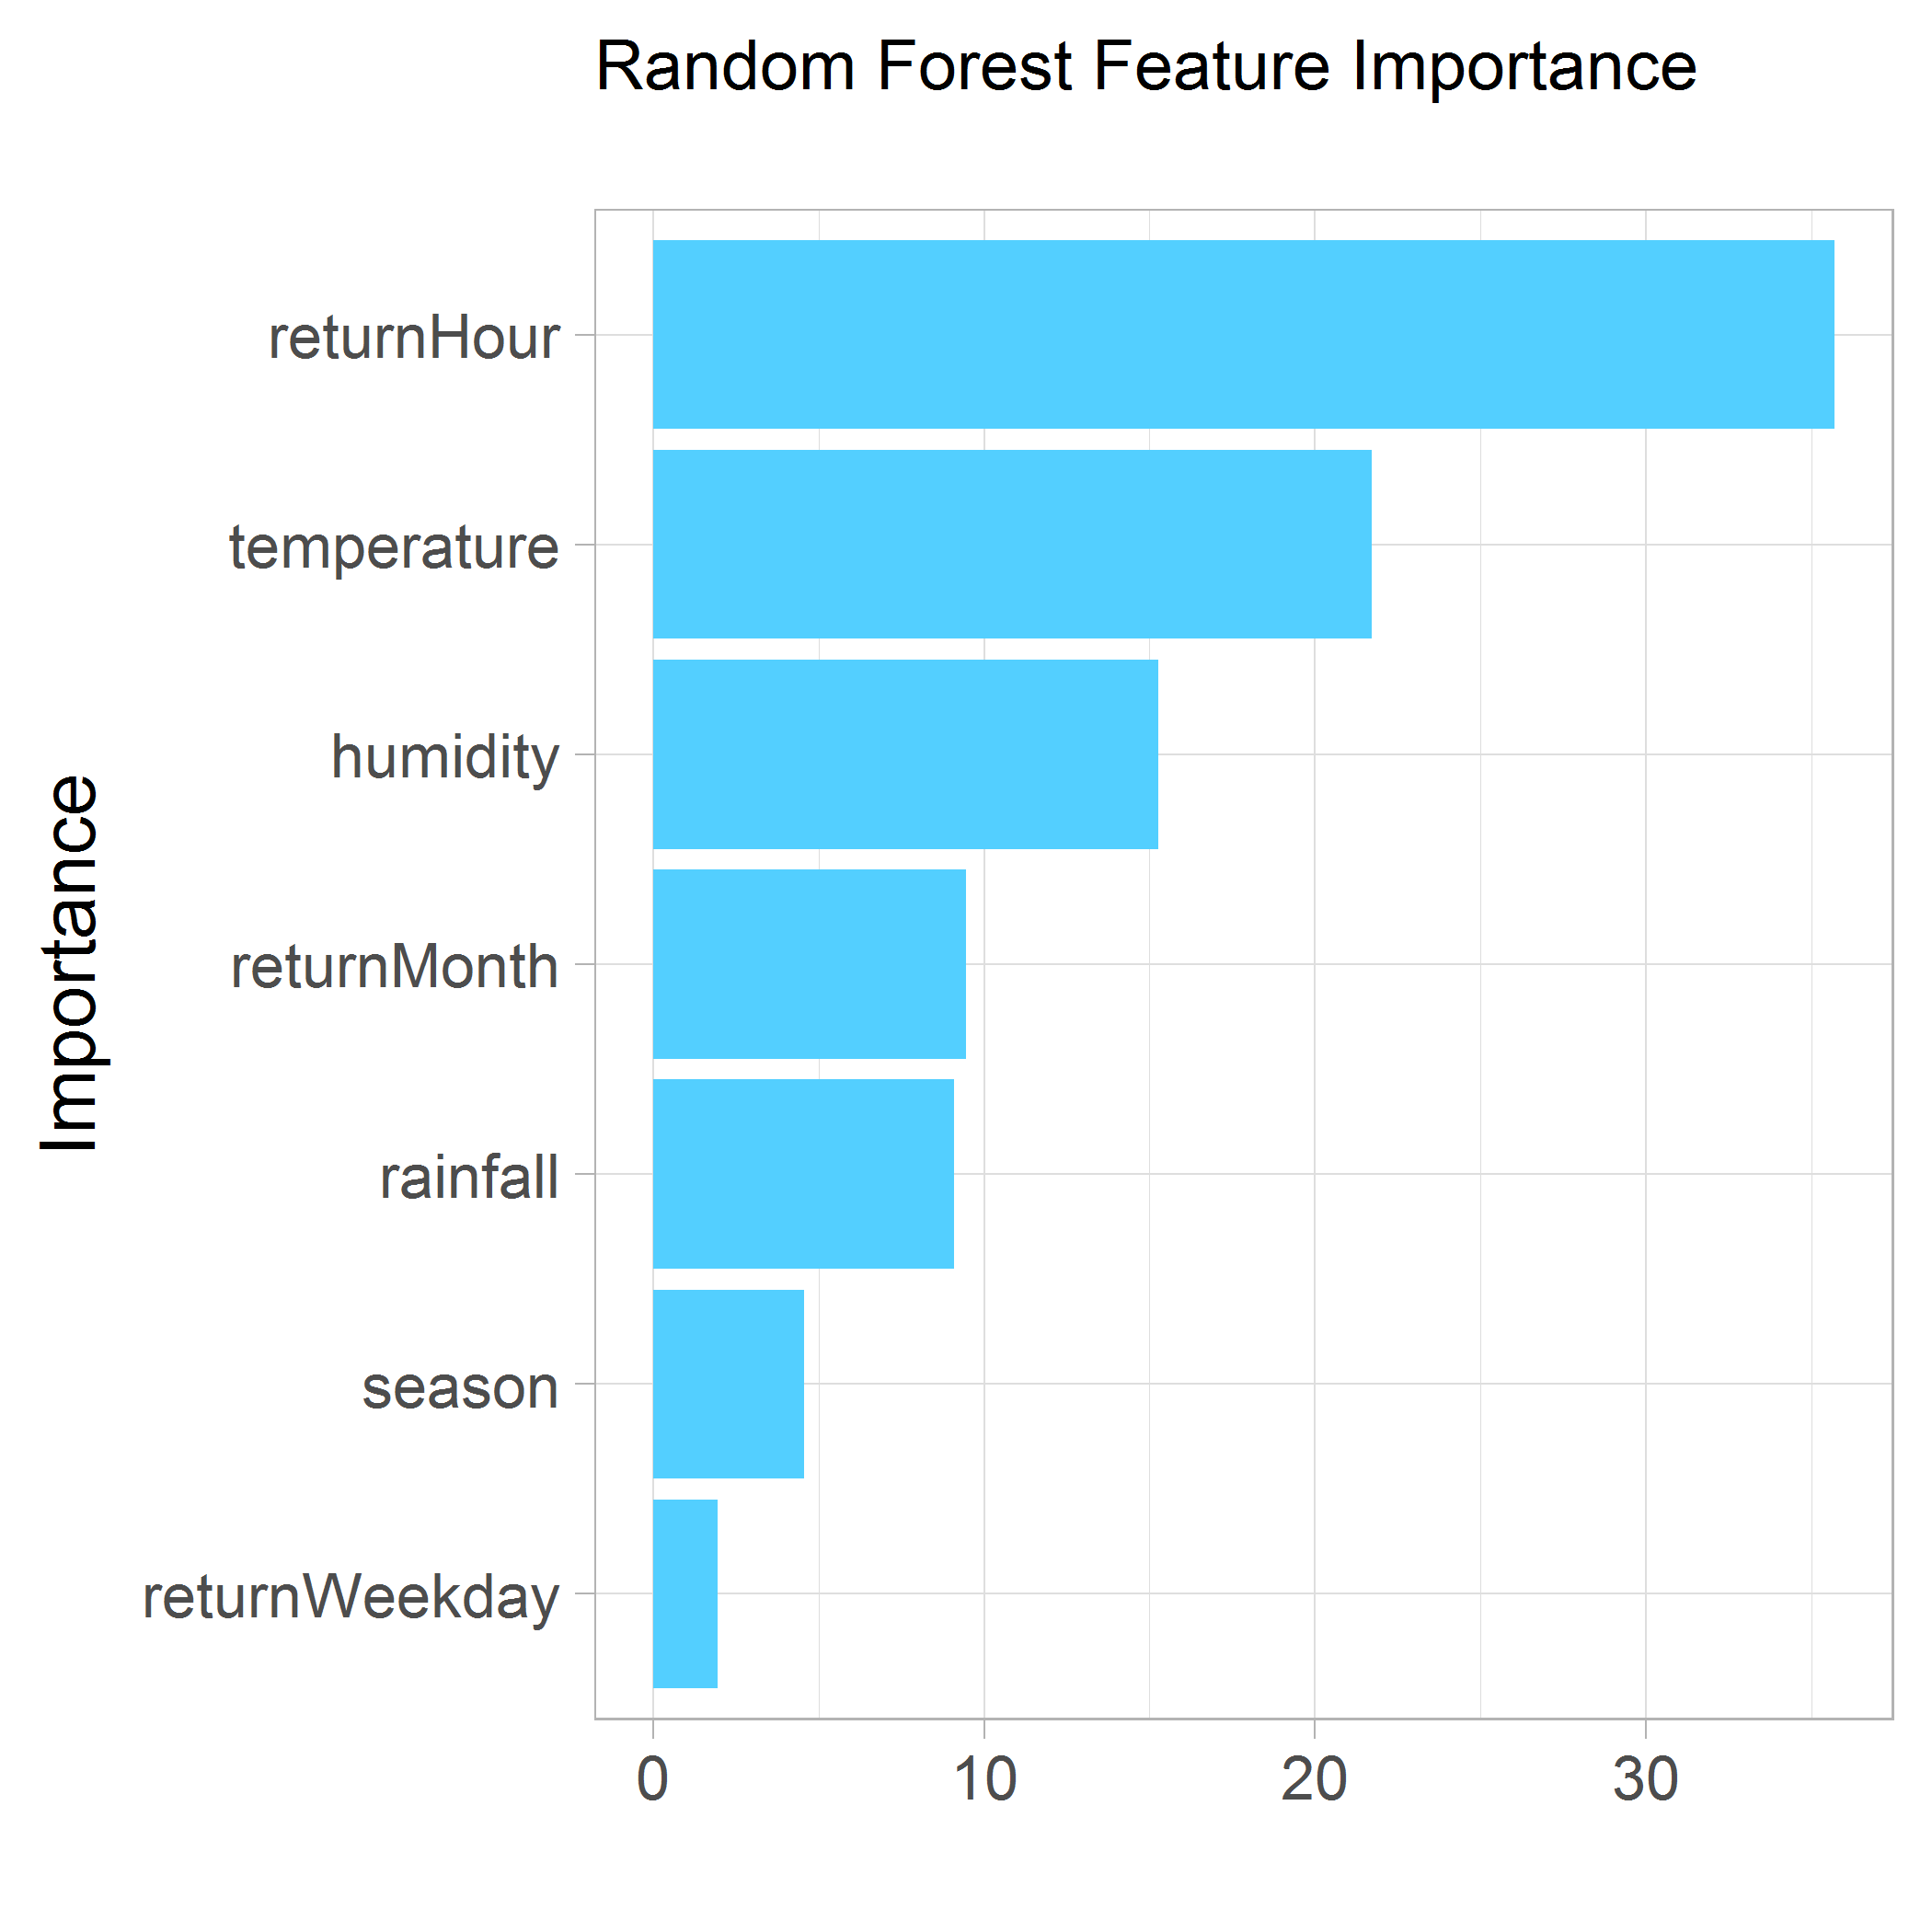 Random Forest Feature Importance
Importance
returnHour
temperature
humidity
returnMonth
rainfall
season
returnWeekday
0 10 20 30